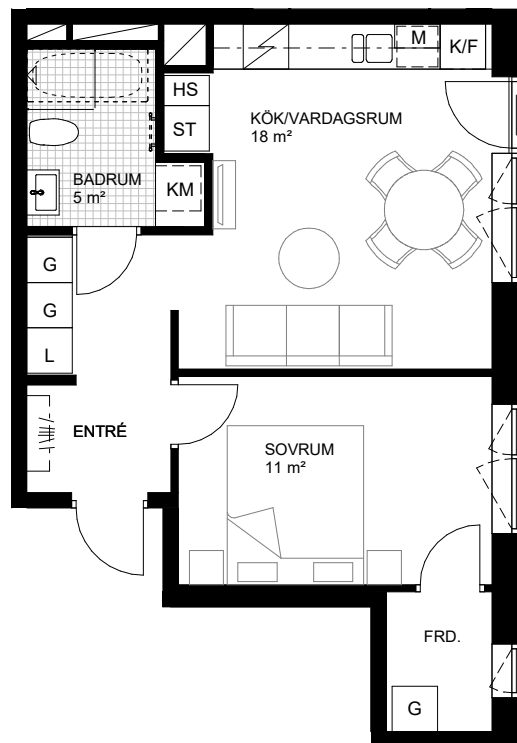 M
K/F
HS
ST
KÖK/VARDAGSRUM
18 m²
BADRUM
5 m²
KM
G
G
L
ENTRÉ
SOVRUM
11 m²
FRD.
G